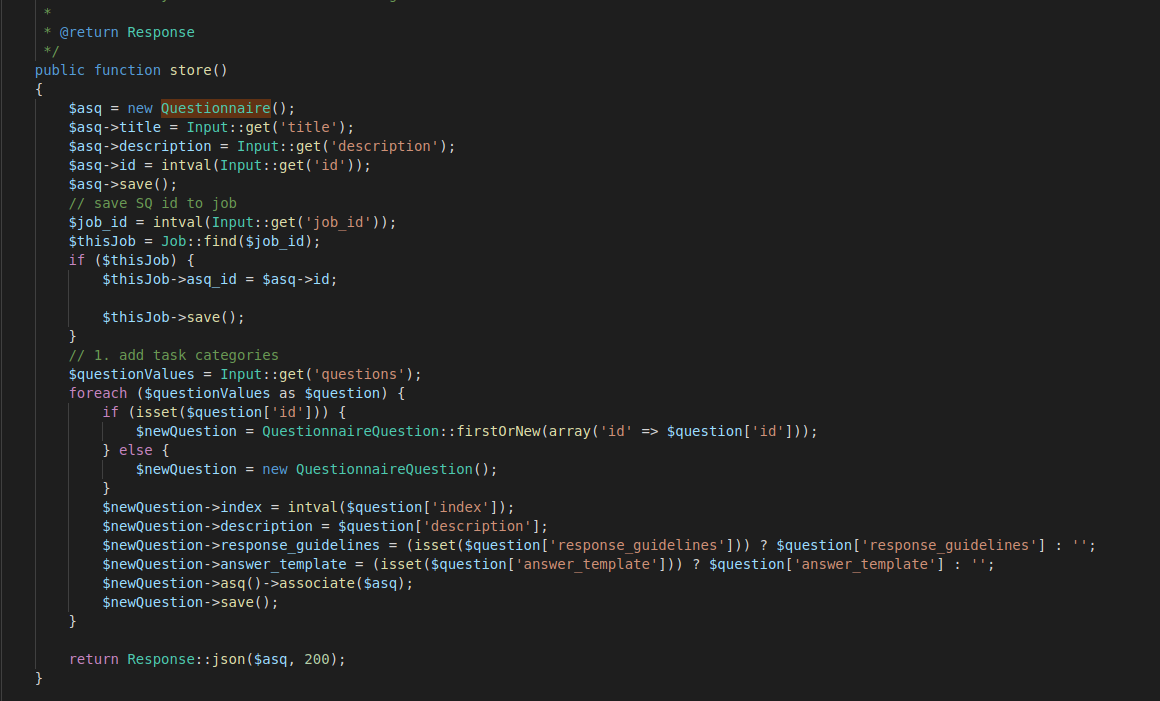 *
* @return Response
*/
public function store()
{
$asq = new Questionnaire();
$asq->title = Input::get('title');
$asq->description = Input::get('description');
$asq->id = intval(Input::get('id'));
$asq->save();
// save SQ id to job
$job_id = intval(Input::get('job_id'));
$thisJob = Job::find($job_id);
if ($thisJob) {
$thisJob->asq_id = $asq->id;
$thisJob->save();
}
// 1. add task categories
$questionValues = Input::get('questions');
foreach ($questionValues as $question) {
if (isset($question['id'])) {
$newQuestion = QuestionnaireQuestion::firstOrNew(array('id' => $question['id']));
} else {
$newQuestion = new QuestionnaireQuestion();
}
$newQuestion->index = intval($question['index']);
$newQuestion->description = $question['description'];
$newQuestion->response_guidelines = (isset($question['response_guidelines'])) ? $question['response_guidelines'] : '';
$newQuestion->answer_template = (isset($question['answer_template'])) ? $question['answer_template'] : '';
$newQuestion->asq()->associate($asq);
$newQuestion->save();
}
return Response::json($asq, 200);
}